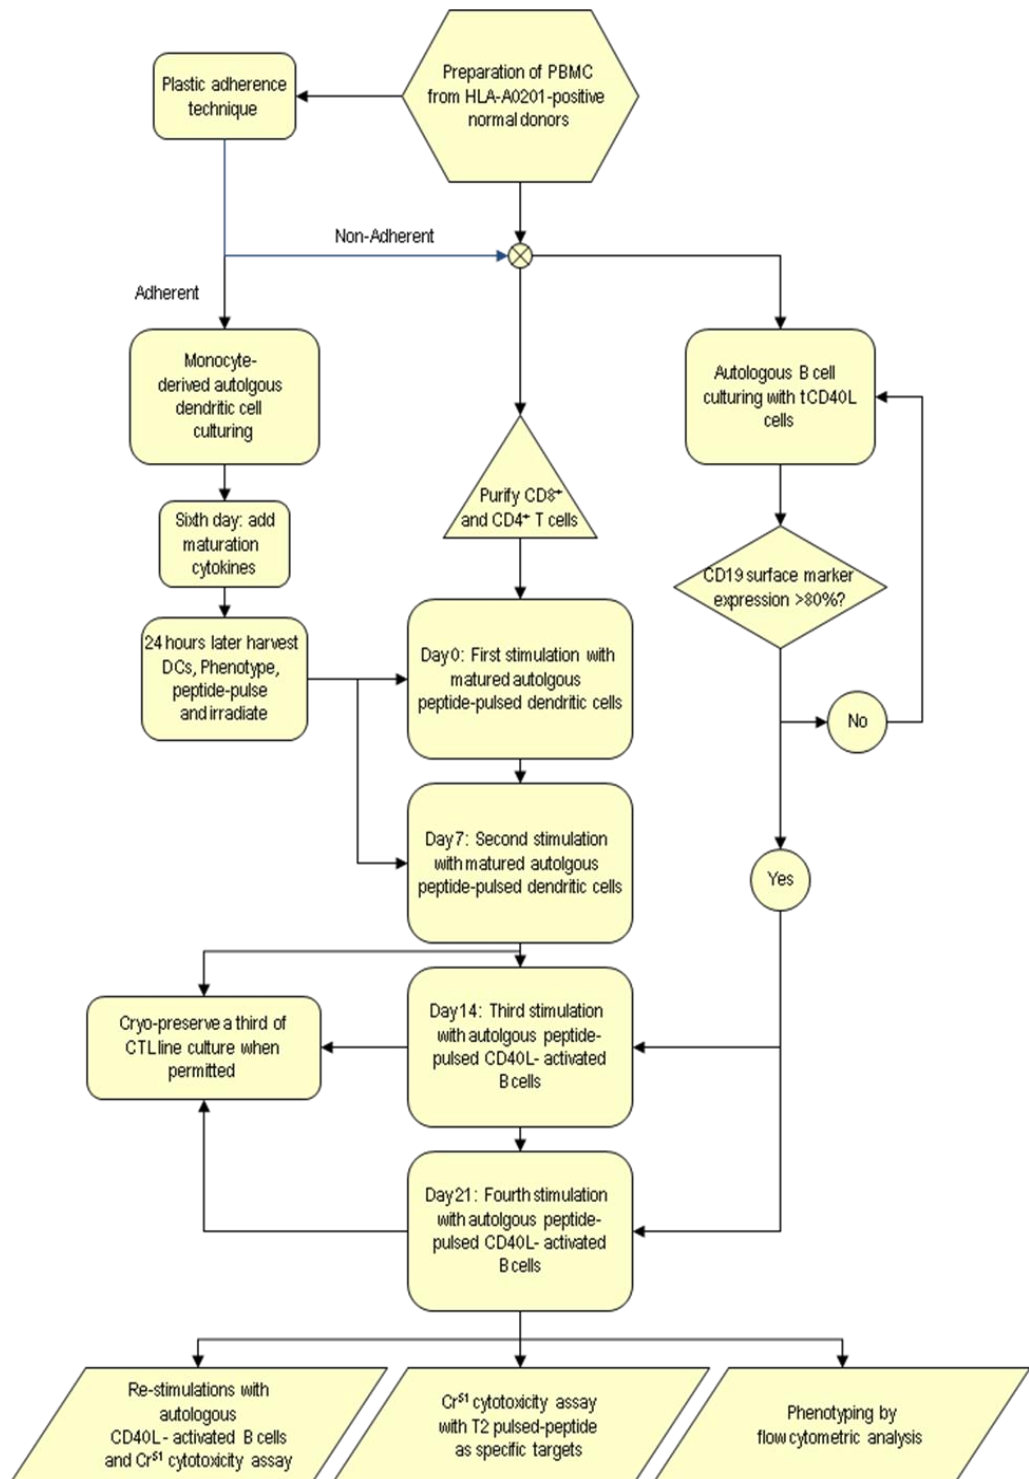 Preparation of PBMC
from HLA-A0201-positive
normal donors
Plastic adherence
technique
Non-Adherent
Adherent
Monocyte-
derived autolgous
dendritic cell
culturing
Autologous B cell
culturing with tCD40L
cells
Purify CD8+
and CD4+ T cells
Sixth day: add
maturation
cytokines
CD19 surface marker
expression >80%?
24 hours later harvest
DCs, Phenotype,
peptide-pulse
and irradiate
Day0: First stimulation with
matured autolgous
peptide-pulsed dendritic cells
No
Day7: Second stimulation
with matured autolgous
peptide-pulsed dendritic cells
Yes
Cryo-preserve a third of
CTL line culture when
permitted
Day14: Third stimulation
with autolgous peptide-
pulsed CD40L- activated
B cells
Day21: Fourth stimulation
with autolgous peptide-
pulsed CD40L- activated
B cells
Re-stimulations with
autologous
CD40L- activated B cells
and Cr51 cytotoxicity assay
Cr51 cytotoxicity assay
with T2 pulsed-peptide
as specific targets
Phenotyping by
flow cytometric analysis